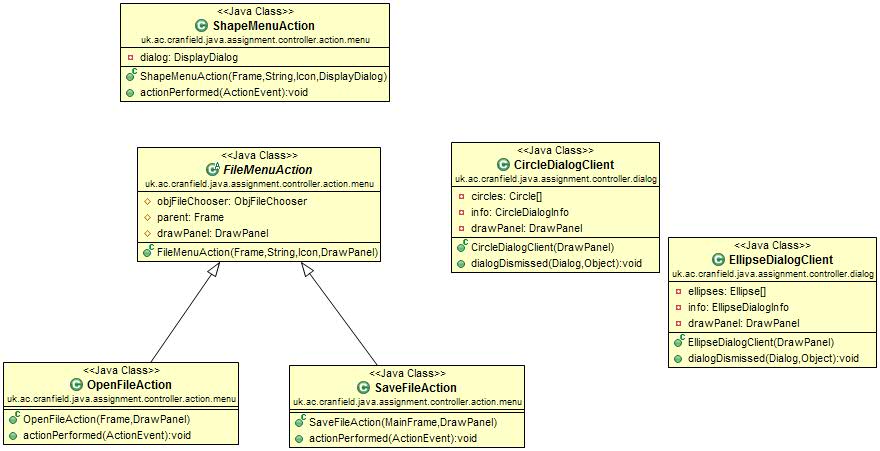 <<Java Class>>
ShapeMenuAction
uk.ac.cranfield.java.assignment.controller.action.menu
dialog: DisplayDialog
ShapeMenuAction(Frame,String,Icon,DisplayDialog)
actionPerformed(ActionEvent):void
<<Java Class>>
FileMenuAction
uk.ac.cranfield.java.assignment.controller.action.menu
objFileChooser: ObjFileChooser
parent: Frame
drawPanel: DrawPanel
FileMenuAction(Frame,String,Icon,DrawPanel)
<<Java Class>>
CircleDialogClient
uk.ac.cranfield.java.assignment.controller.dialog
circles: Circle[]
info: CircleDialogInfo
drawPanel: DrawPanel
CircleDialogClient(DrawPanel)
dialogDismissed(Dialog,Object):void
<<Java Class>>
EllipseDialogClient
uk.ac.cranfield.java.assignment.controller.dialog
ellipses: Ellipse[]
info: EllipseDialogInfo
drawPanel: DrawPanel
EllipseDialogClient(DrawPanel)
dialogDismissed(Dialog,Object):void
<<Java Class>>
OpenFileAction
uk.ac.cranfield.java.assignment.controller.action.menu
OpenFileAction(Frame,DrawPanel)
actionPerformed(ActionEvent):void
<<Java Class>>
SaveFileAction
uk.ac.cranfield.java.assignment.controller.action.menu
SaveFileAction(MainFrame,DrawPanel)
actionPerformed(ActionEvent):void